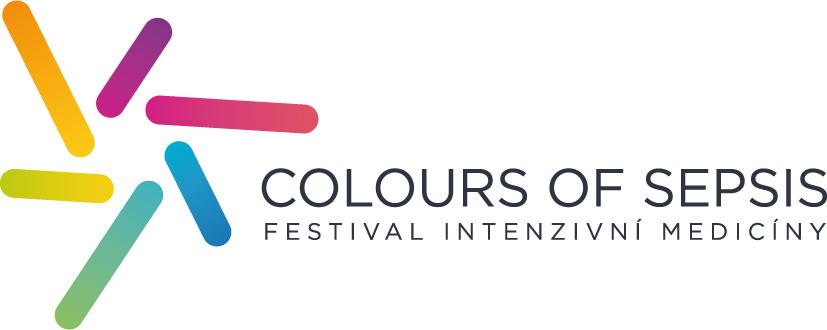 COLOURS OF SEPSIS
FESTIVAL INTENZIVNÍ MEDICÍNY